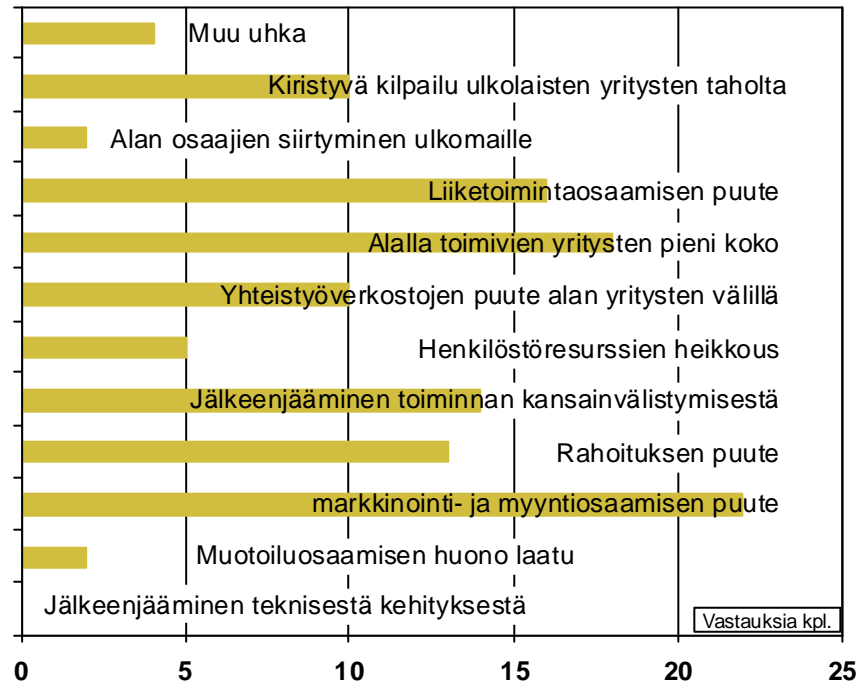 Muu uhka
Kiristyvä kilpailu ulkolaisten yritysten taholta
Alan osaajien siirtyminen ulkomaille
Liiketoimintaosaamisen puute
Alalla toimivien yritysten pieni koko
Yhteistyöverkostojen puute alan yritysten välillä
Henkilöstöresurssien heikkous
Jälkeenjääminen toiminnan kansainvälistymisestä
Rahoituksen puute
markkinointi- ja myyntiosaamisen puute
Muotoiluosaamisen huono laatu
Jälkeenjääminen teknisestä kehityksestä
Vastauksia kpl.
0 5 10 15 20 25